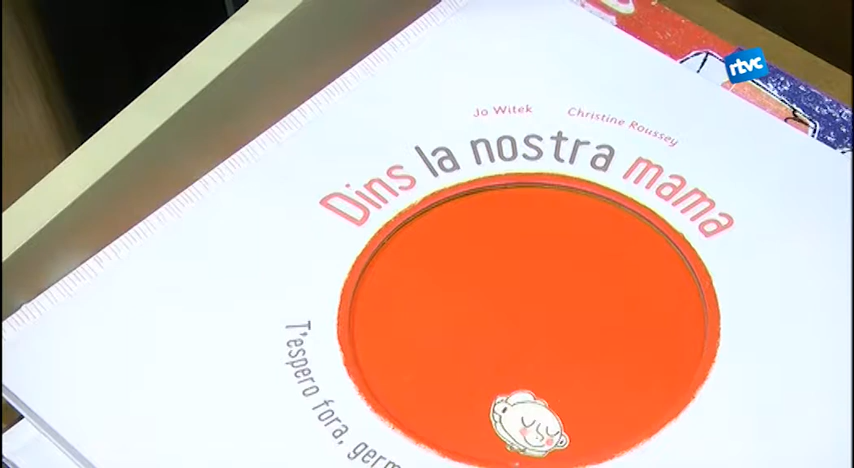 rtvc
Jo Witek
Christine Roussey
Dins la nostra mama
T'espero fora, germ